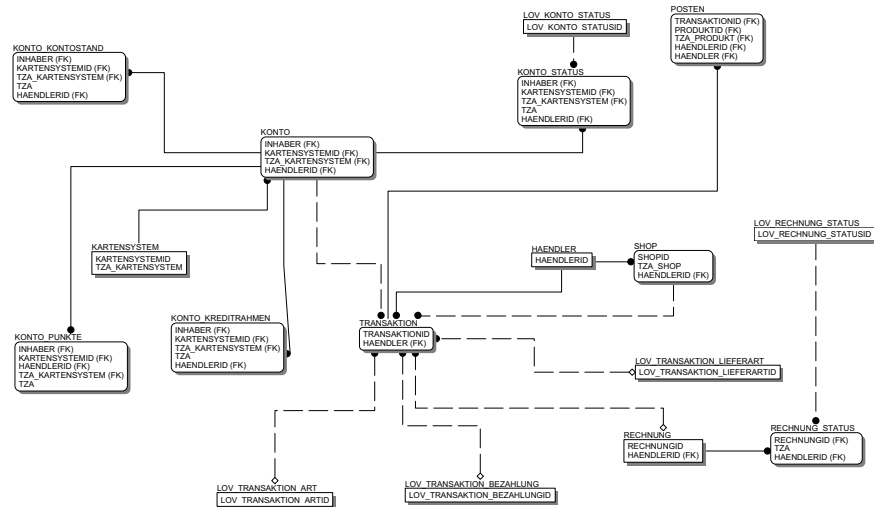 POSTEN
TRANSAKTIONID (FK)
PRODUKTID (FK)
TZA_PRODUKT (FK)
HAENDLERID (FK)
HAENDLER (FK)
LOV_KONTO_STATUS
LOV_KONTO_STATUSID
KONTO_KONTOSTAND
INHABER (FK)
KARTENSYSTEMID (FK)
TZA_KARTENSYSTEM (FK)
TZA
HAENDLERID (FK)
KONTO_STATUS
INHABER (FK)
KARTENSYSTEMID (FK)
TZA_KARTENSYSTEM (FK)
TZA
HAENDLERID (FK)
KONTO
INHABER (FK)
KARTENSYSTEMID (FK)
TZA_KARTENSYSTEM (FK)
HAENDLERID (FK)
LOV_RECHNUNG_STATUS
LOV_RECHNUNG_STATUSID
KARTENSYSTEM
KARTENSYSTEMID
TZA_KARTENSYSTEM
HAENDLER
HAENDLERID
SHOP
SHOPID
TZA_SHOP
HAENDLERID (FK)
KONTO_PUNKTE
INHABER (FK)
KARTENSYSTEMID (FK)
HAENDLERID (FK)
TZA_KARTENSYSTEM (FK)
TZA
KONTO_KREDITRAHMEN
INHABER (FK)
KARTENSYSTEMID (FK)
TZA_KARTENSYSTEM (FK)
TZA
HAENDLERID (FK)
TRANSAKTION
TRANSAKTIONID
HAENDLER (FK)
LOV_TRANSAKTION_LIEFERART
LOV_TRANSAKTION_LIEFERARTID
RECHNUNG
RECHNUNGID
HAENDLERID (FK)
RECHNUNG_STATUS
RECHNUNGID (FK)
TZA
HAENDLERID (FK)
LOV_TRANSAKTION_ART
LOV_TRANSAKTION_ARTID
LOV_TRANSAKTION_BEZAHLUNG
LOV_TRANSAKTION_BEZAHLUNGID